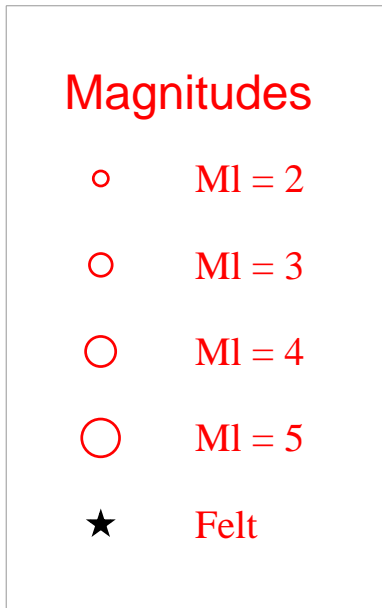 Magnitudes
Ml = 2
Ml = 3
Ml = 4
Ml = 5
Felt